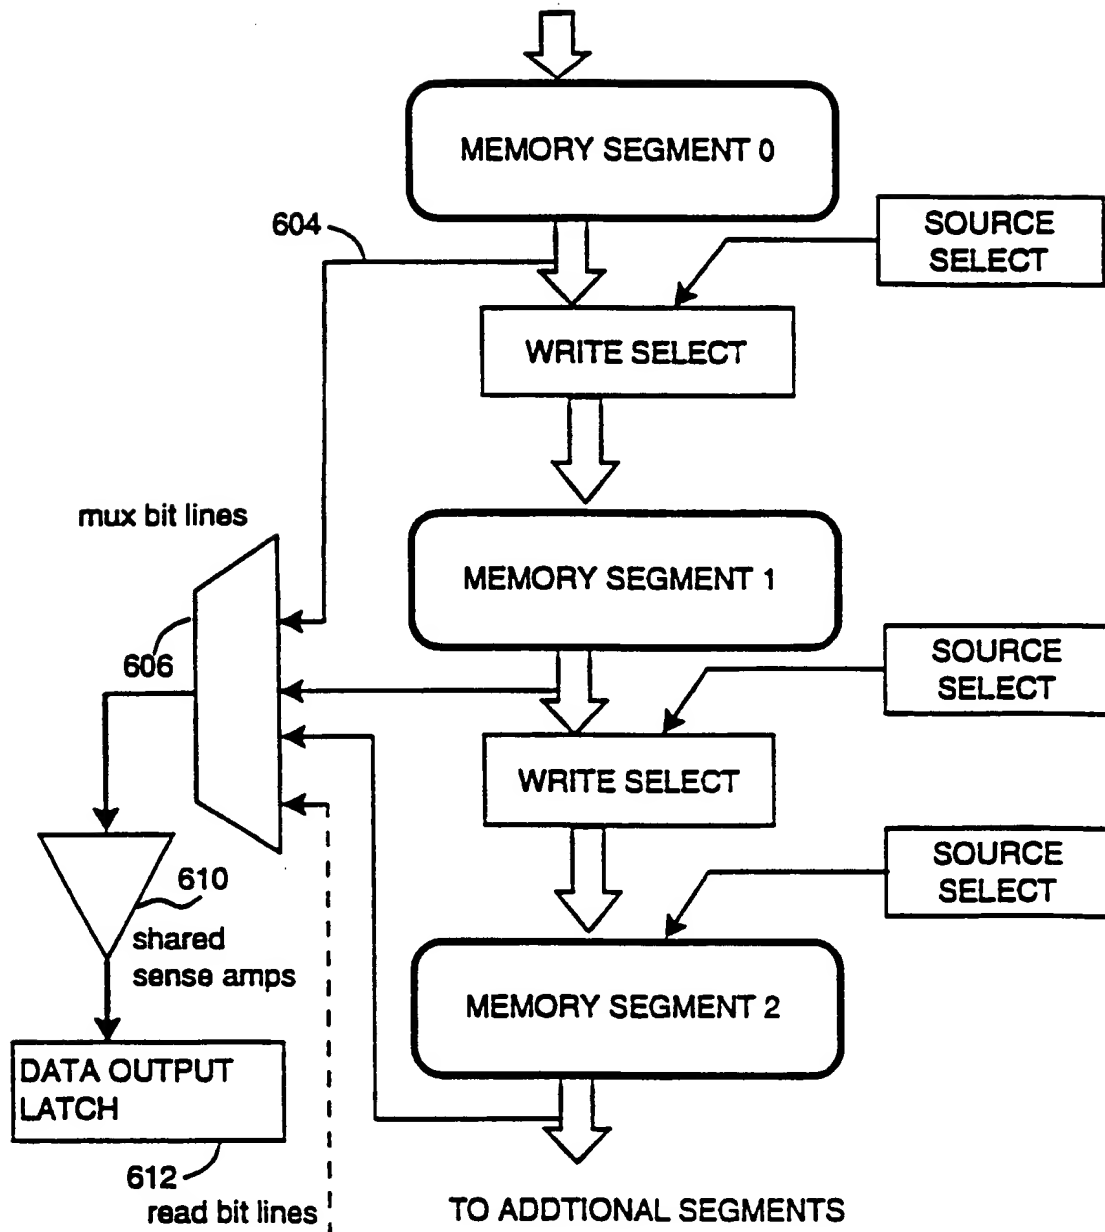 MEMORY SEGMENT 0
604
SOURCE
SELECT
WRITE SELECT
mux bit lines
MEMORY SEGMENT 1
606
SOURCE
SELECT
WRITE SELECT
SOURCE
SELECT
610
shared
sense amps
MEMORY SEGMENT 2
DATA OUTPUT
LATCH
612
read bit lines
TO ADDTIONAL SEGMENTS